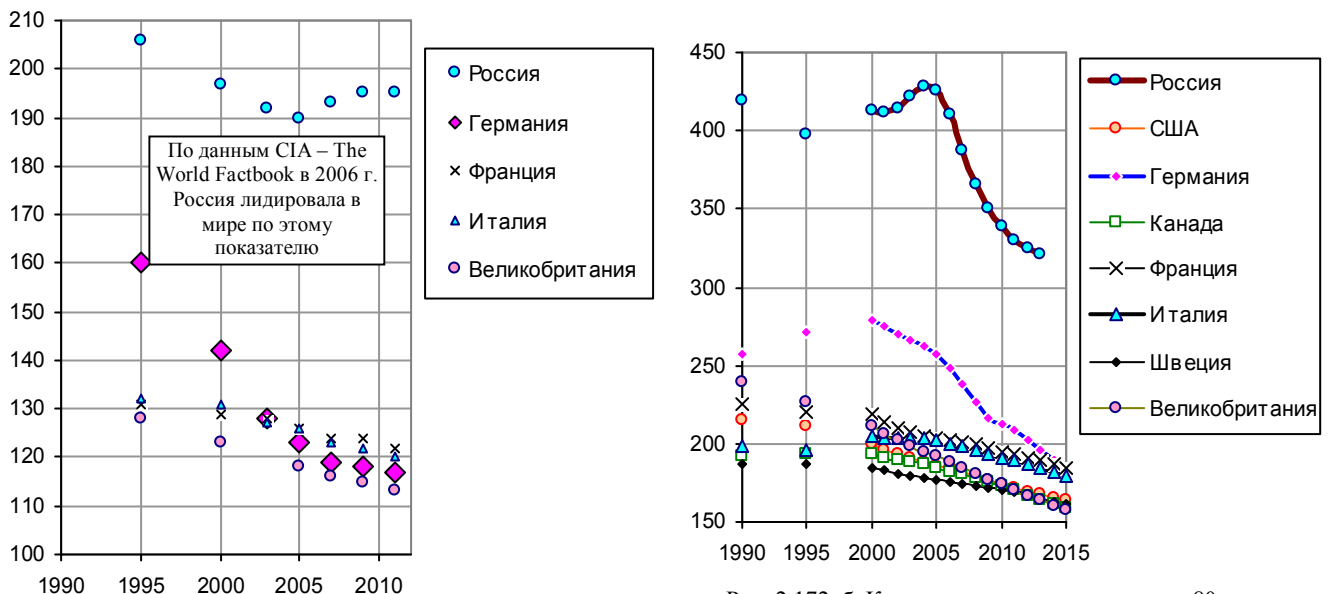 210
200
190
180
170
160
150
140
130
120
110
100
1990
1995
2000
2005
2010
По данным CIA – The
World Factbook в 2006 г.
Россия лидировала в
мире по этому
показателю
Россия
Германия
Франция
Италия
Великобритания
450
400
350
300
250
200
150
1990
1995
2000
2005
2010
2015
Россия
США
Германия
Канада
Франция
Италия
Швеция
Великобритания